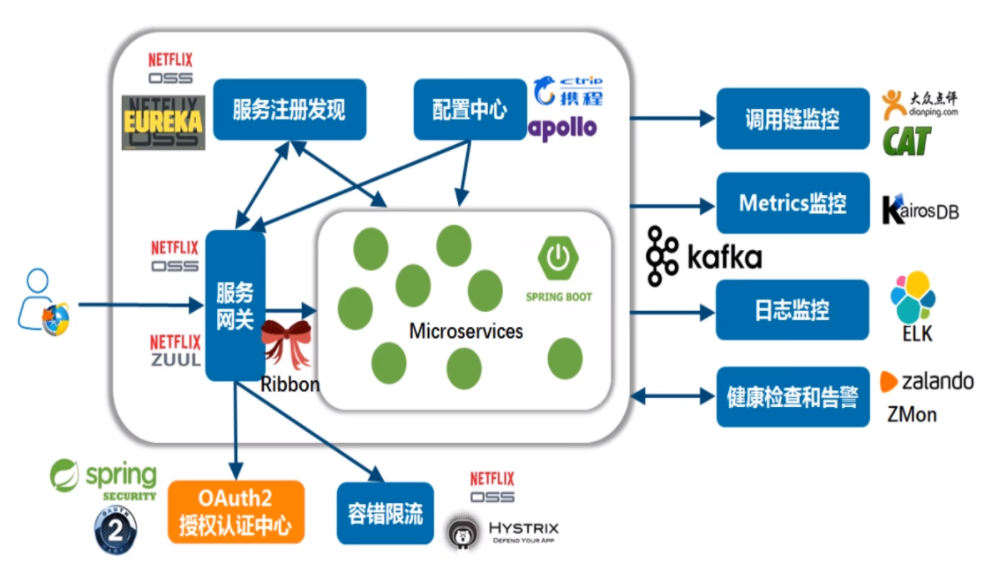 NETFLIX
OSS
NETFLIX
EUREKA
OSS
服务注册发现
配置中心
ctrip
携程
apollo
调用链监控
大众点评
dianping.com
CAT
Metrics监控
KairosDB
kafka
NETFLIX
OSS
服务
网关
NETFLIX
ZUUL
Ribbon
SPRING BOOT
Microservices
日志监控
ELK
健康检查和告警
zalando
ZMon
spring
SECURITY
OAUTH
2
OAuth2
授权认证中心
容错限流
NETFLIX
OSS
HYSTRIX
DEFEND YOUR APP